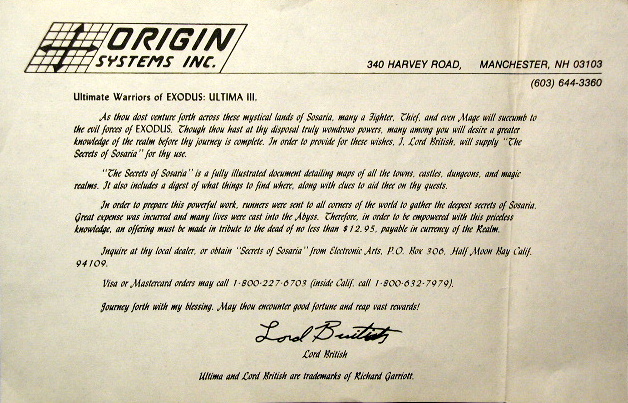 ORIGIN
SYSTEMS INC.
340 HARVEY ROAD, MANCHESTER, NH 03103
(603) 644-3360
Ultimate Warriors of EXODUS: ULTIMA III,
As thou dost venture forth across these mystical lands of Sosaria, many a Fighter, Thief, and even Mage will succumb to
the evil forces of EXODUS. Though thou hast at thy disposal truly wondrous powers, many among you will desire a greater
knowledge of the realm before thy journey is complete. In order to provide for these wishes, I, Lord British, will supply "The
Secrets of Sosaria" for thy use.
"The Secrets of Sosaria" is a fully illustrated document detailing maps of all the towns, castles, dungeons, and magic
realms. It also includes a digest of what things to find where, along with clues to aid thee on thy quests.
In order to prepare this powerful work, runners were sent to all corners of the world to gather the deepest secrets of Sosaria.
Great expense was incurred and many lives were cast into the Abyss. Therefore, in order to be empowered with this priceless
knowledge, an offering must be made in tribute to the dead of no less than $12.95, payable in currency of the Realm.
Inquire at thy local dealer, or obtain "Secrets of Sosaria" from Electronic Arts, P.O. Box 306, Half Moon Bay Calif.
94109.
Visa or Mastercard orders may call 1-800-227-6703 (inside Calif. call 1-800-632-7979).
Journey forth with my blessing. May thou encounter good fortune and reap vast rewards!
Lord British
Lord British
Ultima and Lord British are trademarks of Richard Garriott.